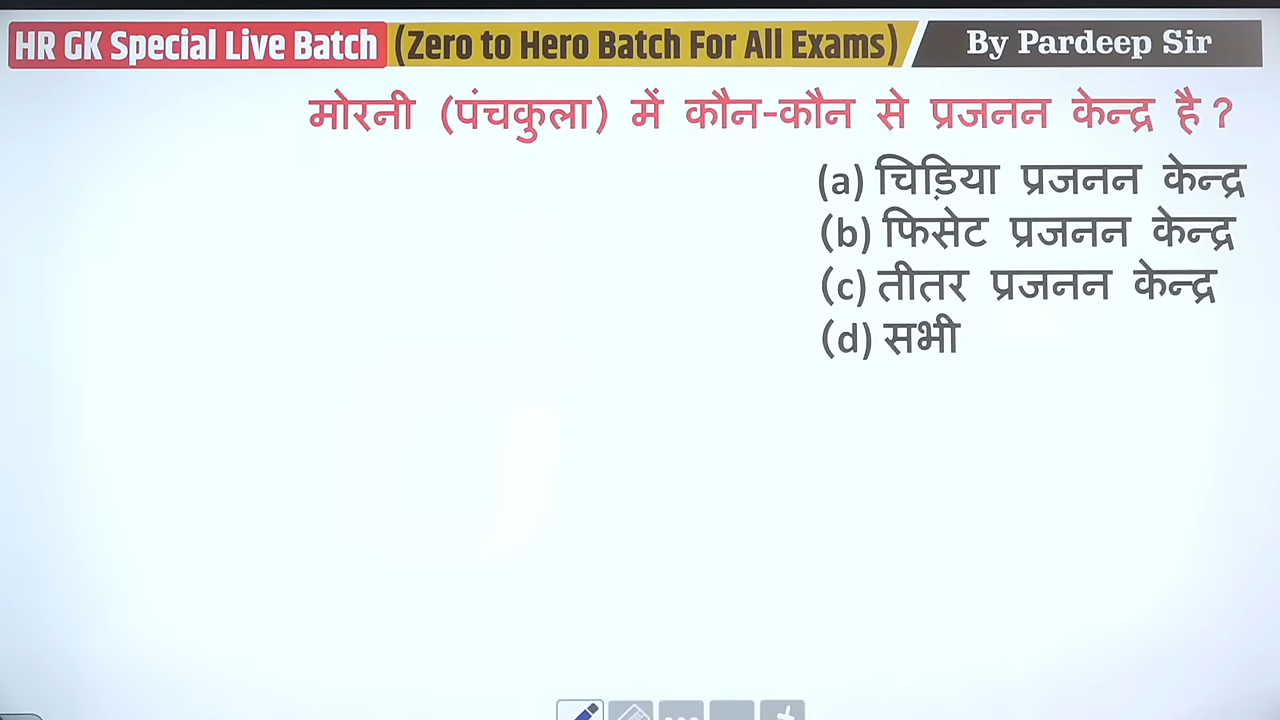 HR GK Special Live Batch (Zero to Hero Batch For All Exams) By Pardeep Sir
मोरनी (पंचकुला) में कौन-कौन से प्रजनन केन्द्र है ?
(a) चिड़िया प्रजनन केन्द्र
(b) फिसेट प्रजनन केन्द्र
(c) तीतर प्रजनन केन्द्र
(d) सभी